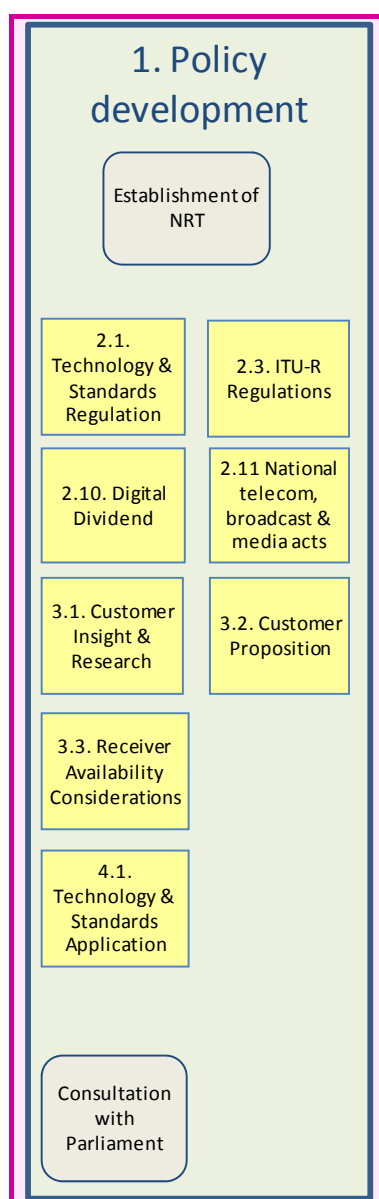 1. Policy
development
Establishment of
NRT
2.1.
Technology &
Standards
Regulation
2.3. ITU-R
Regulations
2.10. Digital
Dividend
2.11 National
telecom,
broadcast &
media acts
3.1. Customer
Insight &
Research
3.2. Customer
Proposition
3.3. Receiver
Availability
Considerations
4.1.
Technology &
Standards
Application
Consultation
with
Parliament